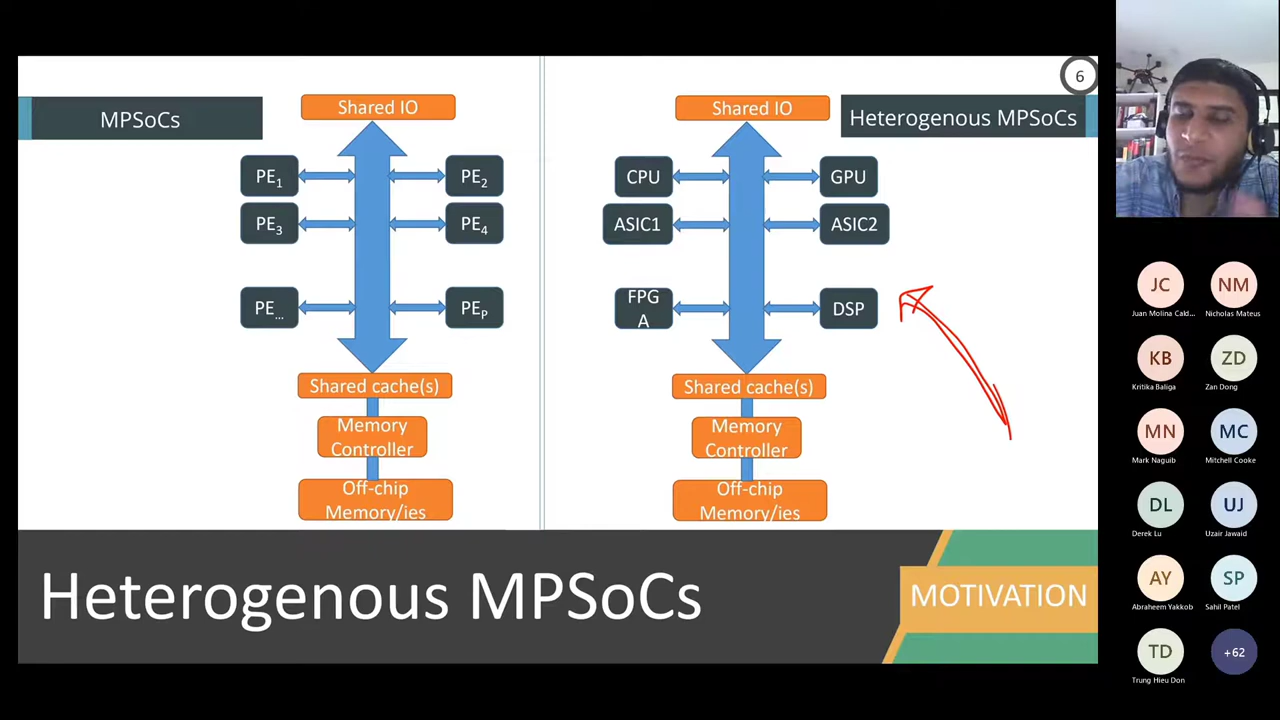 6
MPSoCs
Shared IO
PE1
PE2
PE3
PE4
PE...
PEP
Shared cache(s)
Memory
Controller
Off-chip
Memory/ies
Heterogenous MPSoCs
Shared IO
CPU
GPU
ASIC1
ASIC2
FPG
A
DSP
Shared cache(s)
Memory
Controller
Off-chip
Memory/ies
Heterogenous MPSoCs
MOTIVATION
JC
Juan Molina Cald...
NM
Nicholas Mateus
KB
Kritika Baliga
ZD
Zan Dong
MN
Mark Naguib
MC
Mitchell Cooke
DL
Derek Lu
UJ
Uzair Jawaid
AY
Abraheem Yakkob
SP
Sahil Patel
TD
Trung Hieu Don
+62